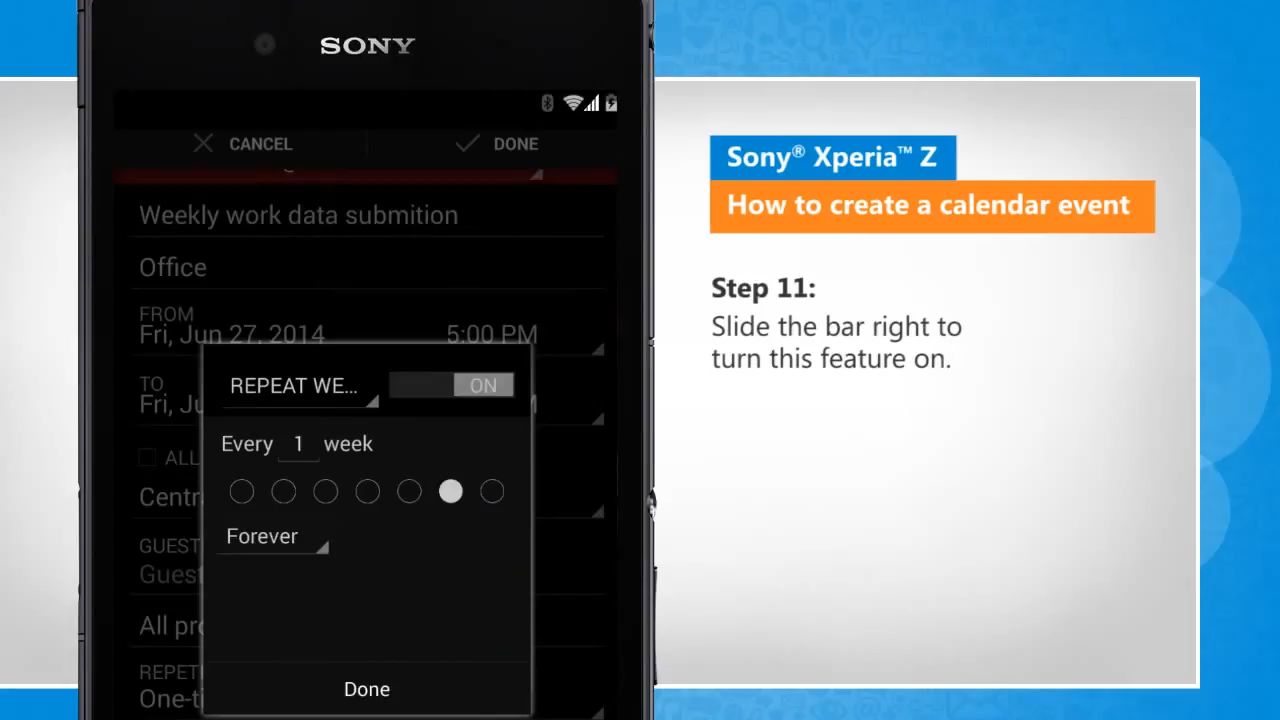 SONY
CANCEL
DONE
Weekly work data submition
Office
FROM
Fri, Jun 27, 2014 5:00 PM
TO
Fri, Ju M
REPEAT WE... ON
Every 1 week
ALL
Centr
Forever
GUEST
Guest
All pr
REPET
One-ti
Done
Sony® Xperia™ Z
How to create a calendar event
Step 11:
Slide the bar right to
turn this feature on.